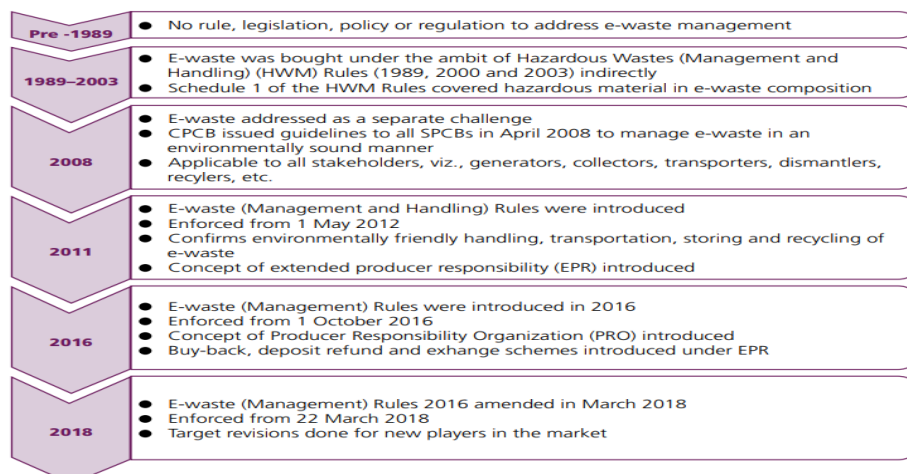 Pre -1989
● No rule, legislation, policy or regulation to address e-waste management
1989–2003
● E-waste was bought under the ambit of Hazardous Wastes (Management and
Handling) (HWM) Rules (1989, 2000 and 2003) indirectly
● Schedule 1 of the HWM Rules covered hazardous material in e-waste composition
2008
● E-waste addressed as a separate challenge
● CPCB issued guidelines to all SPCBs in April 2008 to manage e-waste in an
environmentally sound manner
● Applicable to all stakeholders, viz., generators, collectors, transporters, dismantlers,
recylers, etc.
2011
● E-waste (Management and Handling) Rules were introduced
● Enforced from 1 May 2012
● Confirms environmentally friendly handling, transportation, storing and recycling of
e-waste
● Concept of extended producer responsibility (EPR) introduced
2016
● E-waste (Management) Rules were introduced in 2016
● Enforced from 1 October 2016
● Concept of Producer Responsibility Organization (PRO) introduced
● Buy-back, deposit refund and exhange schemes introduced under EPR
2018
● E-waste (Management) Rules 2016 amended in March 2018
● Enforced from 22 March 2018
● Target revisions done for new players in the market